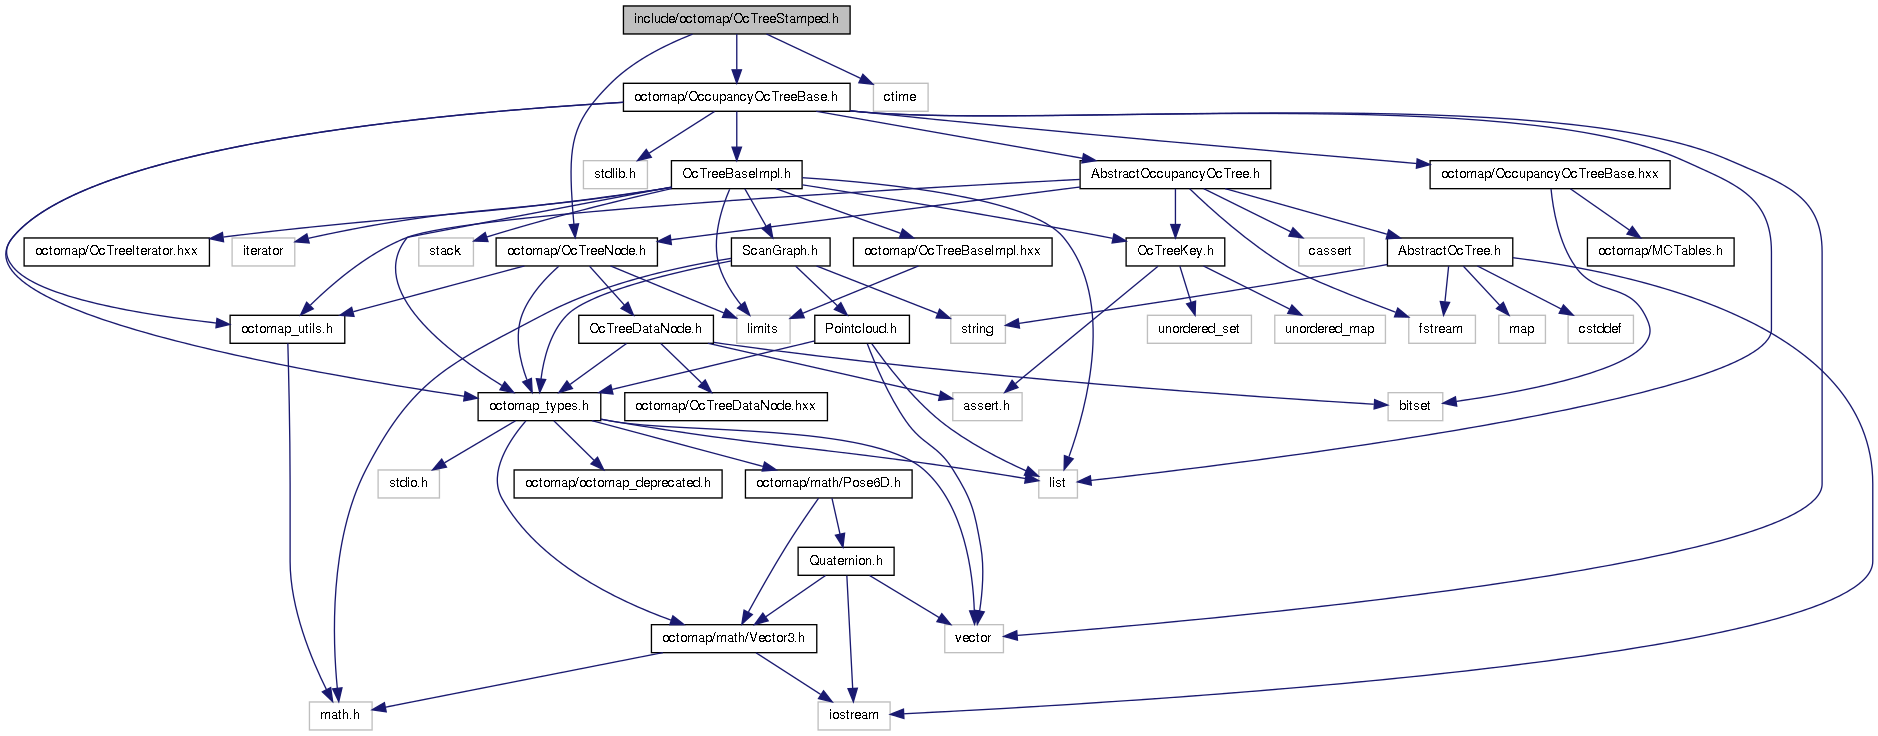 include/octomap/OcTreeStamped.h
octomap/OccupancyOcTreeBase.h
ctime
stdlib.h
OcTreeBaseImpl.h
AbstractOccupancyOcTree.h
octomap/OccupancyOcTreeBase.hxx
octomap/OcTreeIterator.hxx
iterator
stack
octomap/OcTreeNode.h
ScanGraph.h
octomap/OcTreeBaseImpl.hxx
OcTreeKey.h
cassert
AbstractOcTree.h
octomap/MCTables.h
octomap_utils.h
OcTreeDataNode.h
limits
Pointcloud.h
string
unordered_set
unordered_map
fstream
map
cstddef
octomap_types.h
octomap/OcTreeDataNode.hxx
assert.h
bitset
stdio.h
octomap/octomap_deprecated.h
octomap/math/Pose6D.h
list
Quaternion.h
octomap/math/Vector3.h
vector
math.h
iostream